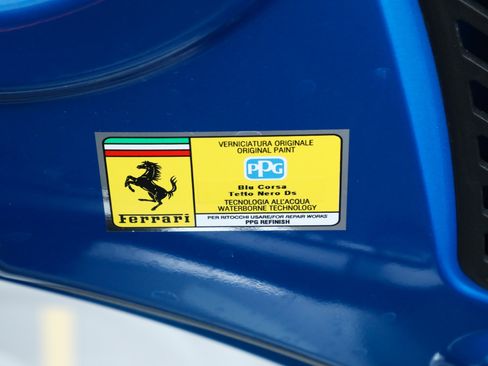 Ferrari
VERNICIATURA ORIGINALE
ORIGINAL PAINT
PPG
Blu Corsa
Tetto Nero Ds
TECNOLOGIA ALL'ACQUA
WATERBORNE TECHNOLOGY
PER RITOCCHI USARE/FOR REPAIR WORKS
PPG REFINISH